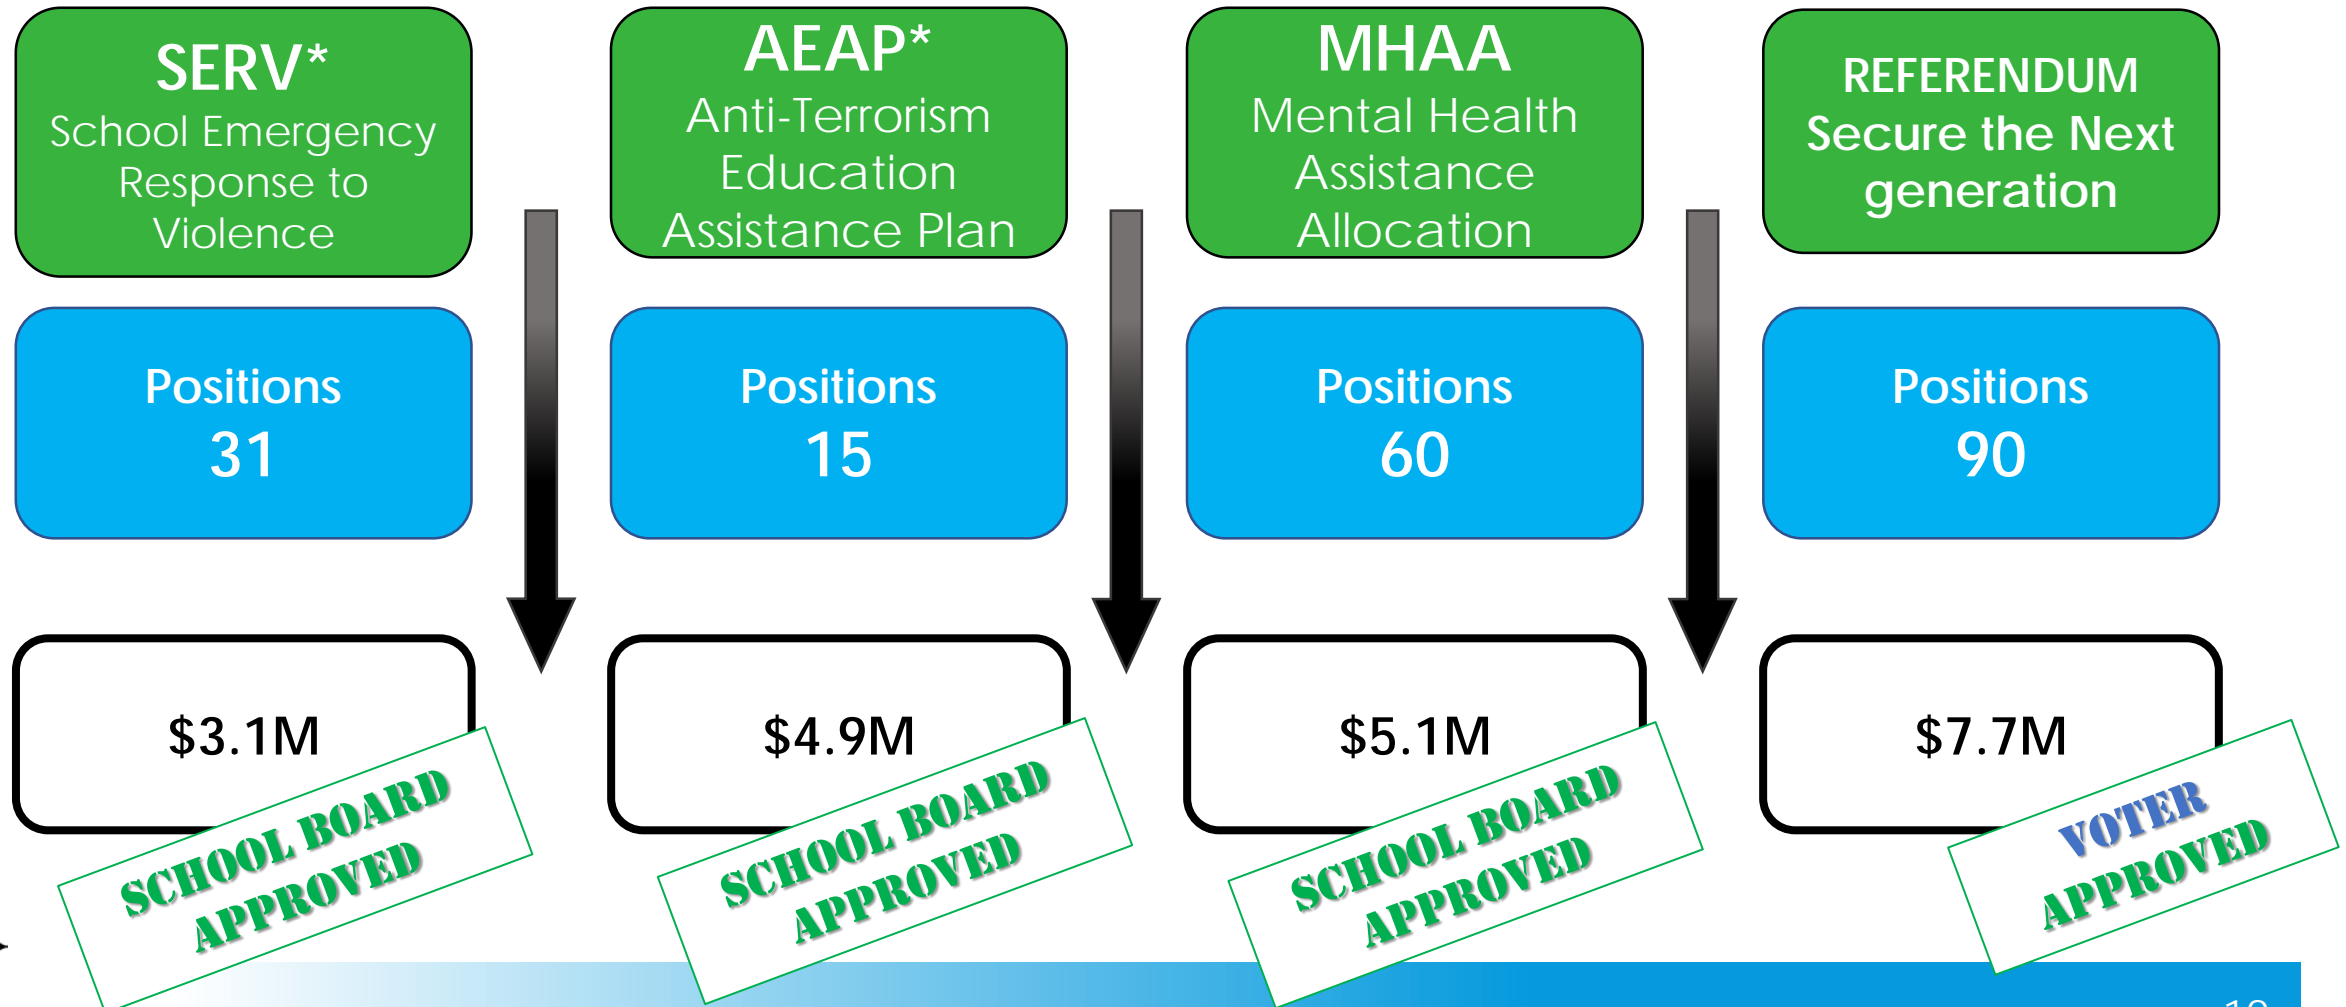 SERV*
School Emergency
Response to
Violence
AEAP*
Anti-Terrorism
Education
Assistance Plan
MHAA
Mental Health
Assistance
Allocation
REFERENDUM
Secure the Next
generation
Positions
31
Positions
15
Positions
60
Positions
90
$3.1M
$4.9M
$5.1M
$7.7M
SCHOOL BOARD
APPROVED
SCHOOL BOARD
APPROVED
SCHOOL BOARD
APPROVED
VOTER
APPROVED